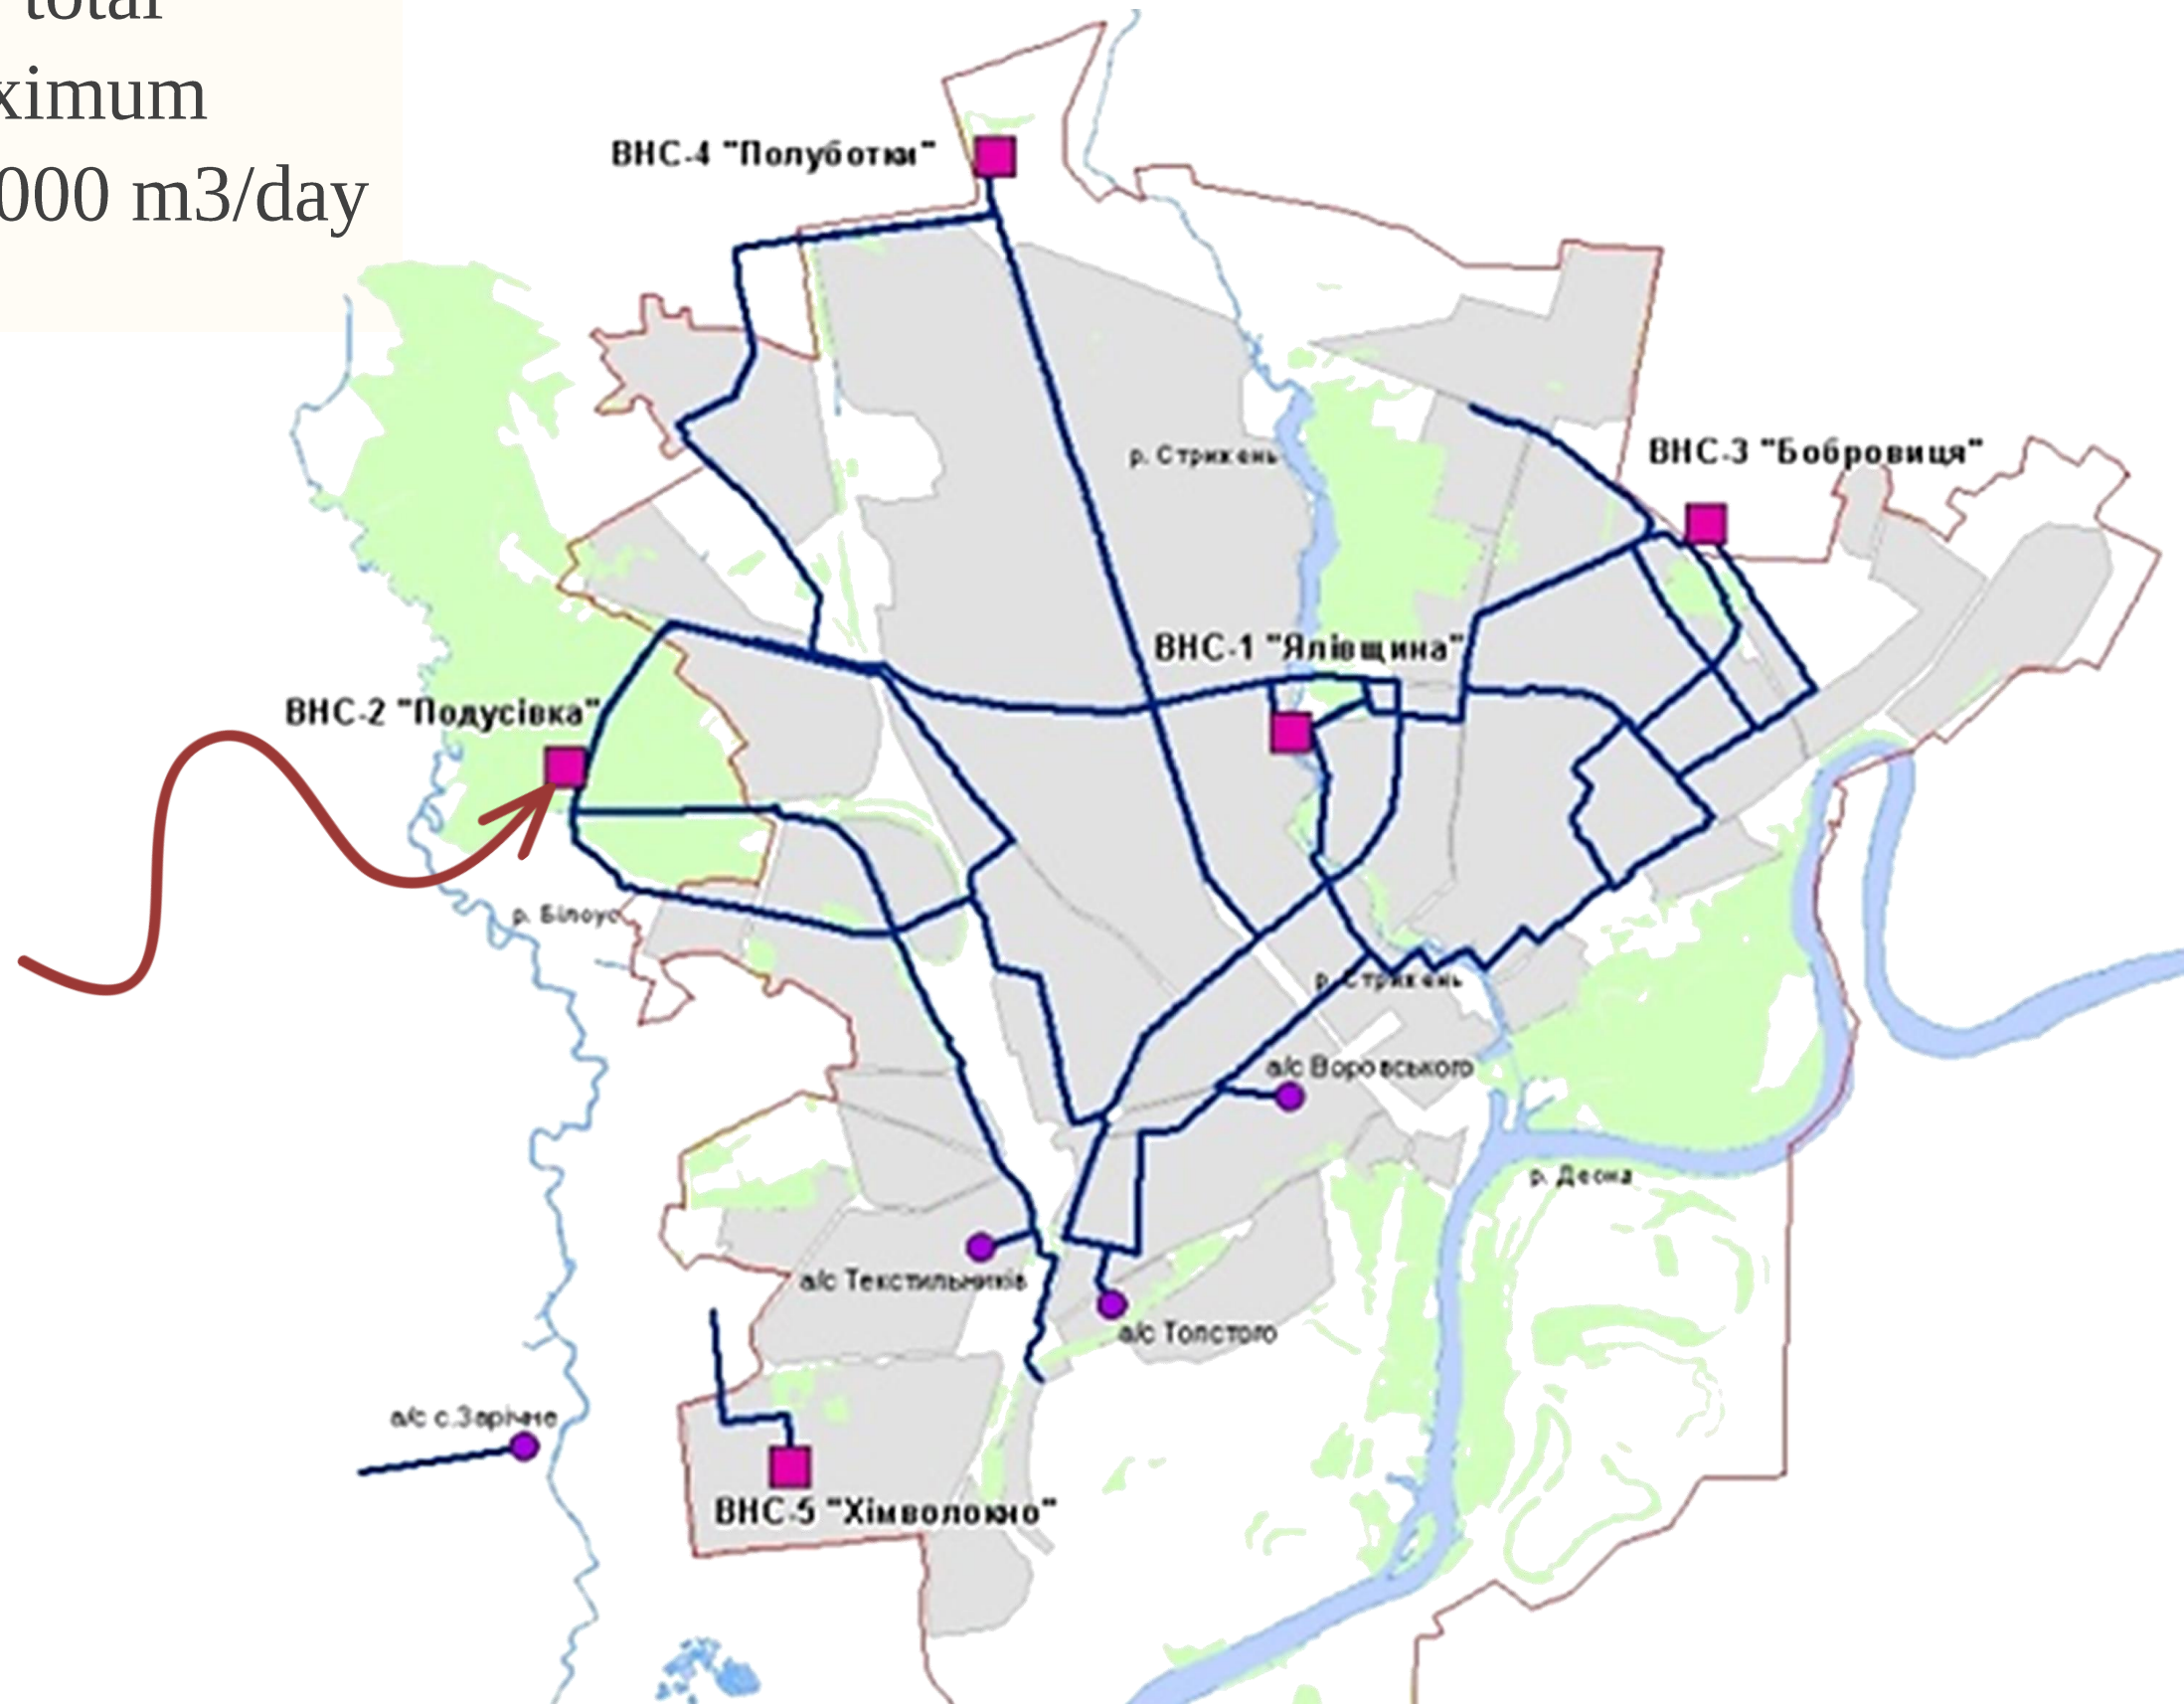 total
ximum
000 m3/day
ВНС-4 "Полуботки"
р. Стрижень
ВНС-3 "Бобровиця"
ВНС-1 "Ялівщина"
ВНС-2 "Подусівка"
р. Білоус
р. Стрижень
а/с Воровського
р. Десна
а/с Текстильників
а/с Толстого
а/с с.Зарічне
ВНС-5 "Хімволокно"